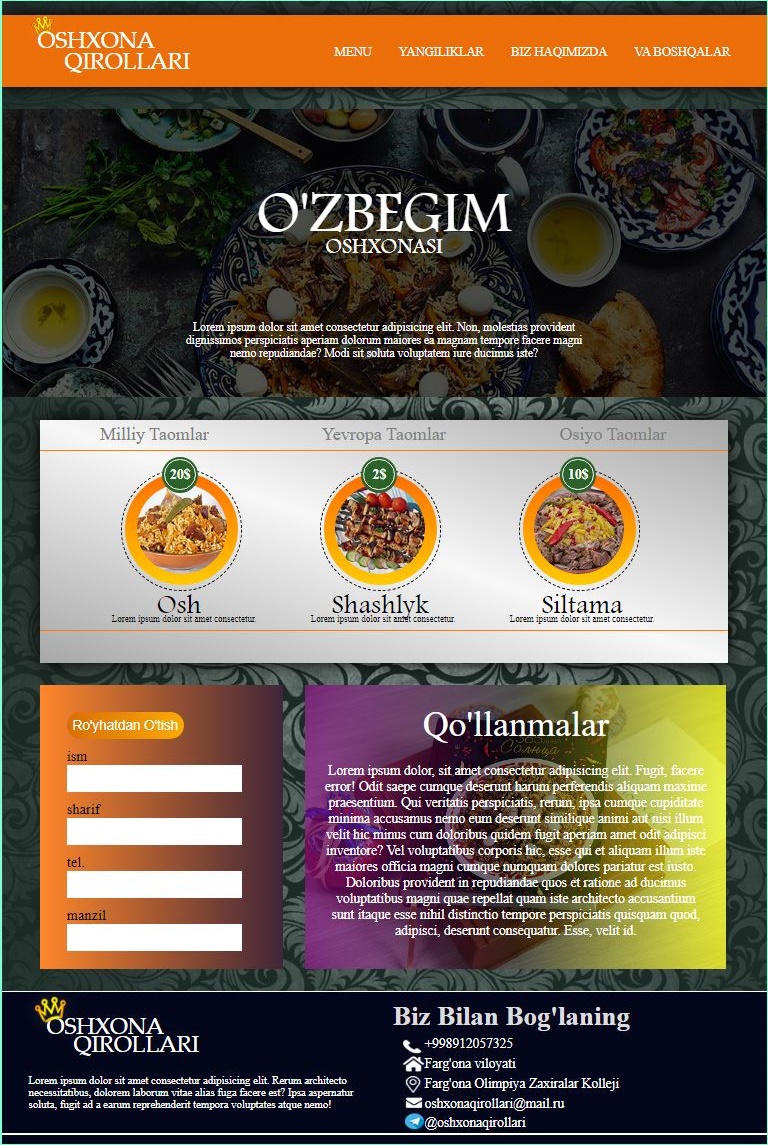 OSHXONA
QIROLLARI
MENU YANGILIKLAR BIZ HAQIMIZDA VA BOSHQALAR
O'ZBEGIM
OSHXONASI
Lorem ipsum dolor sit amet consectetur adipisicing elit. Non, molestias provident
dignissimos perspiciatis aperiam dolorum maiores ea magnam tempore facere magni
nemo repudiandae? Modi sit soluta voluptatem iure ducimus iste?
Milliy Taomlar Yevropa Taomlar Osiyo Taomlar
20$ 2$ 10$
Osh Shashlyk Siltama
Lorem ipsum dolor sit amet consectetur. Lorem ipsum dolor sit amet consectetur. Lorem ipsum dolor sit amet consectetur.
Ro'yhatdan O'tish
ism
sharif
tel.
manzil
Qo'llanmalar
Солнца
Lorem ipsum dolor, sit amet consectetur adipisicing elit. Fugit, facere
error! Odit saepe cumque deserunt harum perferendis aliquam maxime
praesentium. Qui veritatis perspiciatis, rerum, ipsa cumque cupiditate
minima accusamus nemo eum deserunt similique animi aut nisi illum
velit hic minus cum doloribus quidem fugit aperiam amet odit adipisci
inventore? Vel voluptatibus corporis hic, esse qui et aliquam illum iste
maiores officia magni cumque numquam dolores pariatur est iusto.
Doloribus provident in repudiandae quos et ratione ad ducimus
voluptatibus magni quae repellat quam iste architecto accusantium
sunt itaque esse nihil distinctio tempore perspiciatis quisquam quod,
adipisci, deserunt consequatur. Esse, velit id.
OSHXONA
QIROLLARI
Lorem ipsum dolor sit amet consectetur adipisicing elit. Rerum architecto
necessitatibus, dolorem laborum vitae alias fuga facere est? Ipsa aspernatur
soluta, fugit ad a earum reprehenderit tempora voluptates atque nemo!
Biz Bilan Bog'laning
+998912057325
Farg'ona viloyati
Farg'ona Olimpiya Zaxiralar Kolleji
oshxonaqirollari@mail.ru
@oshxonaqirollari